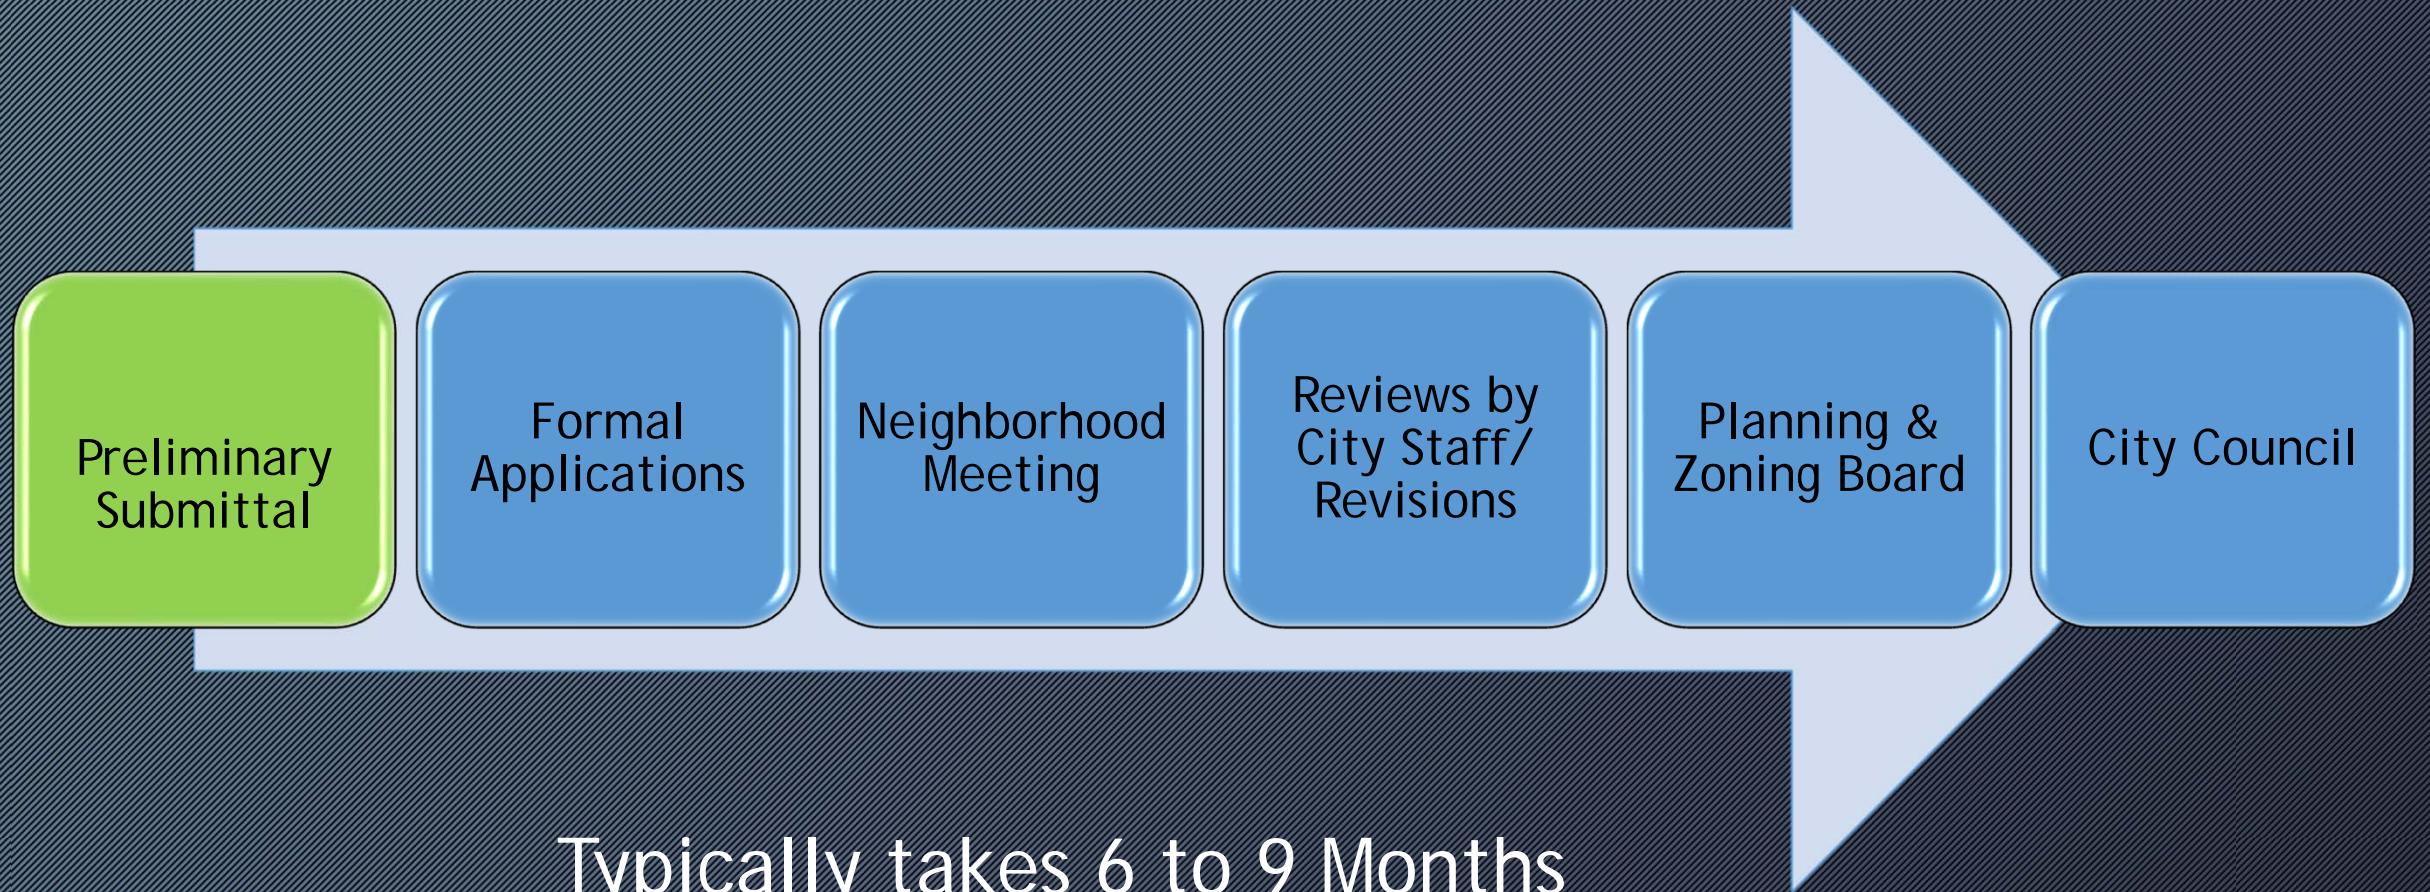 Preliminary
Submittal
Formal
Applications
Neighborhood
Meeting
Reviews by
City Staff/
Revisions
Planning &
Zoning Board
City Council
Typically takes 6 to 9 Months